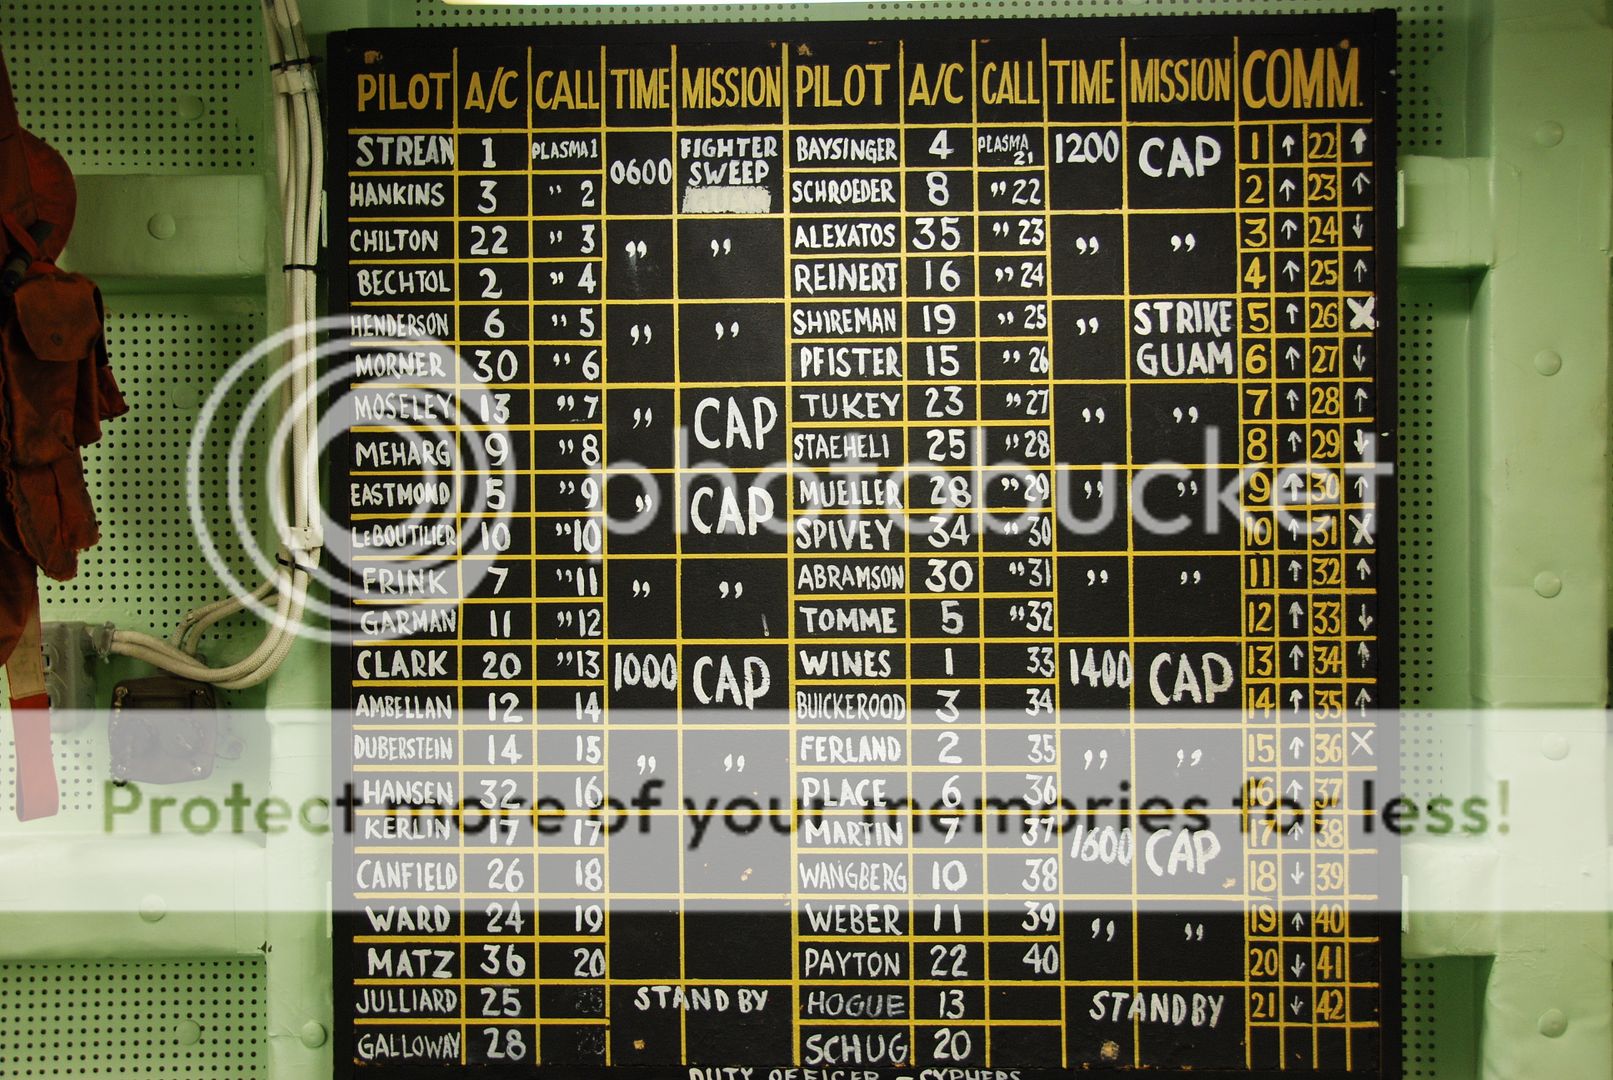 PILOT A/C CALL TIME MISSION PILOT A/C CALL TIME MISSION COMM.
STREAN 1 PLASMA 1 0600 FIGHTER SWEEP BAYSINGER 4 PLASMA 21 1200 CAP 1 ↑ 22 ↑
HANKINS 3 " 2 SCHROEDER 8 " 22 2 ↑ 23 ↑
CHILTON 22 " 3 " " ALEXATOS 35 " 23 " " 3 ↑ 24 ↓
BECHTOL 2 " 4 REINERT 16 " 24 4 ↑ 25 ↑
HENDERSON 6 " 5 " " SHIREMAN 19 " 25 " STRIKE 5 ↑ 26 X
MORNER 30 " 6 PFISTER 15 " 26 GUAM 6 ↑ 27 ↓
MOSELEY 13 " 7 " CAP TUKEY 23 " 27 " " 7 ↑ 28 ↑
MEHARG 9 " 8 STAEHELI 25 " 28 8 ↑ 29 ↓
EASTMOND 5 " 9 " CAP MUELLER 28 " 29 " " 9 ↑ 30 ↑
LeBOUTILIER 10 " 10 SPIVEY 34 " 30 10 ↑ 31 X
FRINK 7 " 11 " " ABRAMSON 30 " 31 " " 11 ↑ 32 ↑
GARMAN 11 " 12 TOMME 5 " 32 12 ↑ 33 ↓
CLARK 20 " 13 1000 CAP WINES 1 33 1400 CAP 13 ↑ 34 ↑
AMBELLAN 12 14 BUICKEROOD 3 34 14 ↑ 35 ↑
DUBERSTEIN 14 15 " " FERLAND 2 35 " " 15 ↑ 36 X
HANSEN 32 16 PLACE 6 36 16 ↑ 37
KERLIN 17 17 MARTIN 7 37 1600 CAP 17 ↑ 38
CANFIELD 26 18 WANGBERG 10 38 18 ↓ 39
WARD 24 19 WEBER 11 39 " " 19 ↑ 40
MATZ 36 20 PAYTON 22 40 20 ↓ 41
JULLIARD 25 STAND BY HOGUE 13 STANDBY 21 ↓ 42
GALLOWAY 28 SCHUG 20
DUTY OFFICER - CYPHERS
photobucket
Protect more of your memories for less!